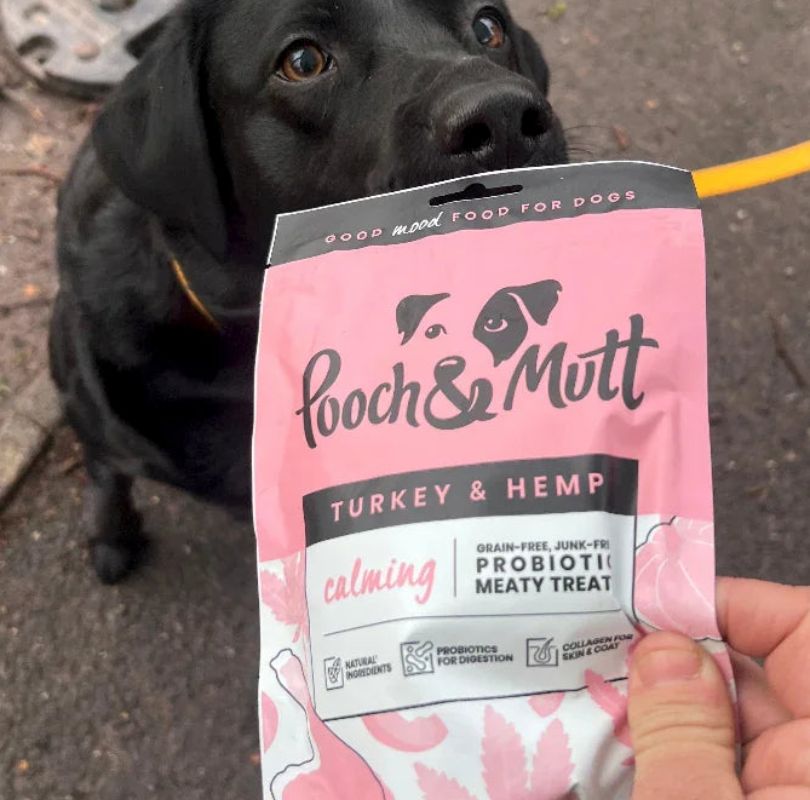 GOOD mood FOOD FOR DOGS
Pooch & Mutt
TURKEY & HEMP
calming
GRAIN-FREE, JUNK-FR
PROBIOTI
MEATY TREAT
NATURAL
INGREDIENTS
PROBIOTICS
FOR DIGESTION
COLLAGEN FOR
SKIN & COAT